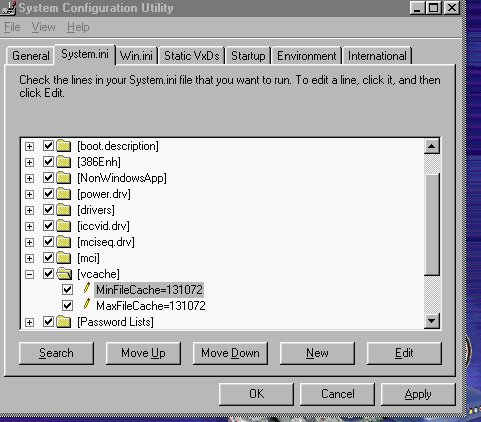 System Configuration Utility
File View Help
General System.ini Win.ini Static VxDs Startup Environment International
Check the lines in your System.ini file that you want to run. To edit a line, click it, and then
click Edit.
[boot.description]
[386Enh]
[NonWindowsApp]
[power.drv]
[drivers]
[iccvid.drv]
[mciseq.drv]
[mci]
[vcache]
MinFileCache=131072
MaxFileCache=131072
[Password Lists]
Search Move Up Move Down New Edit
OK Cancel Apply